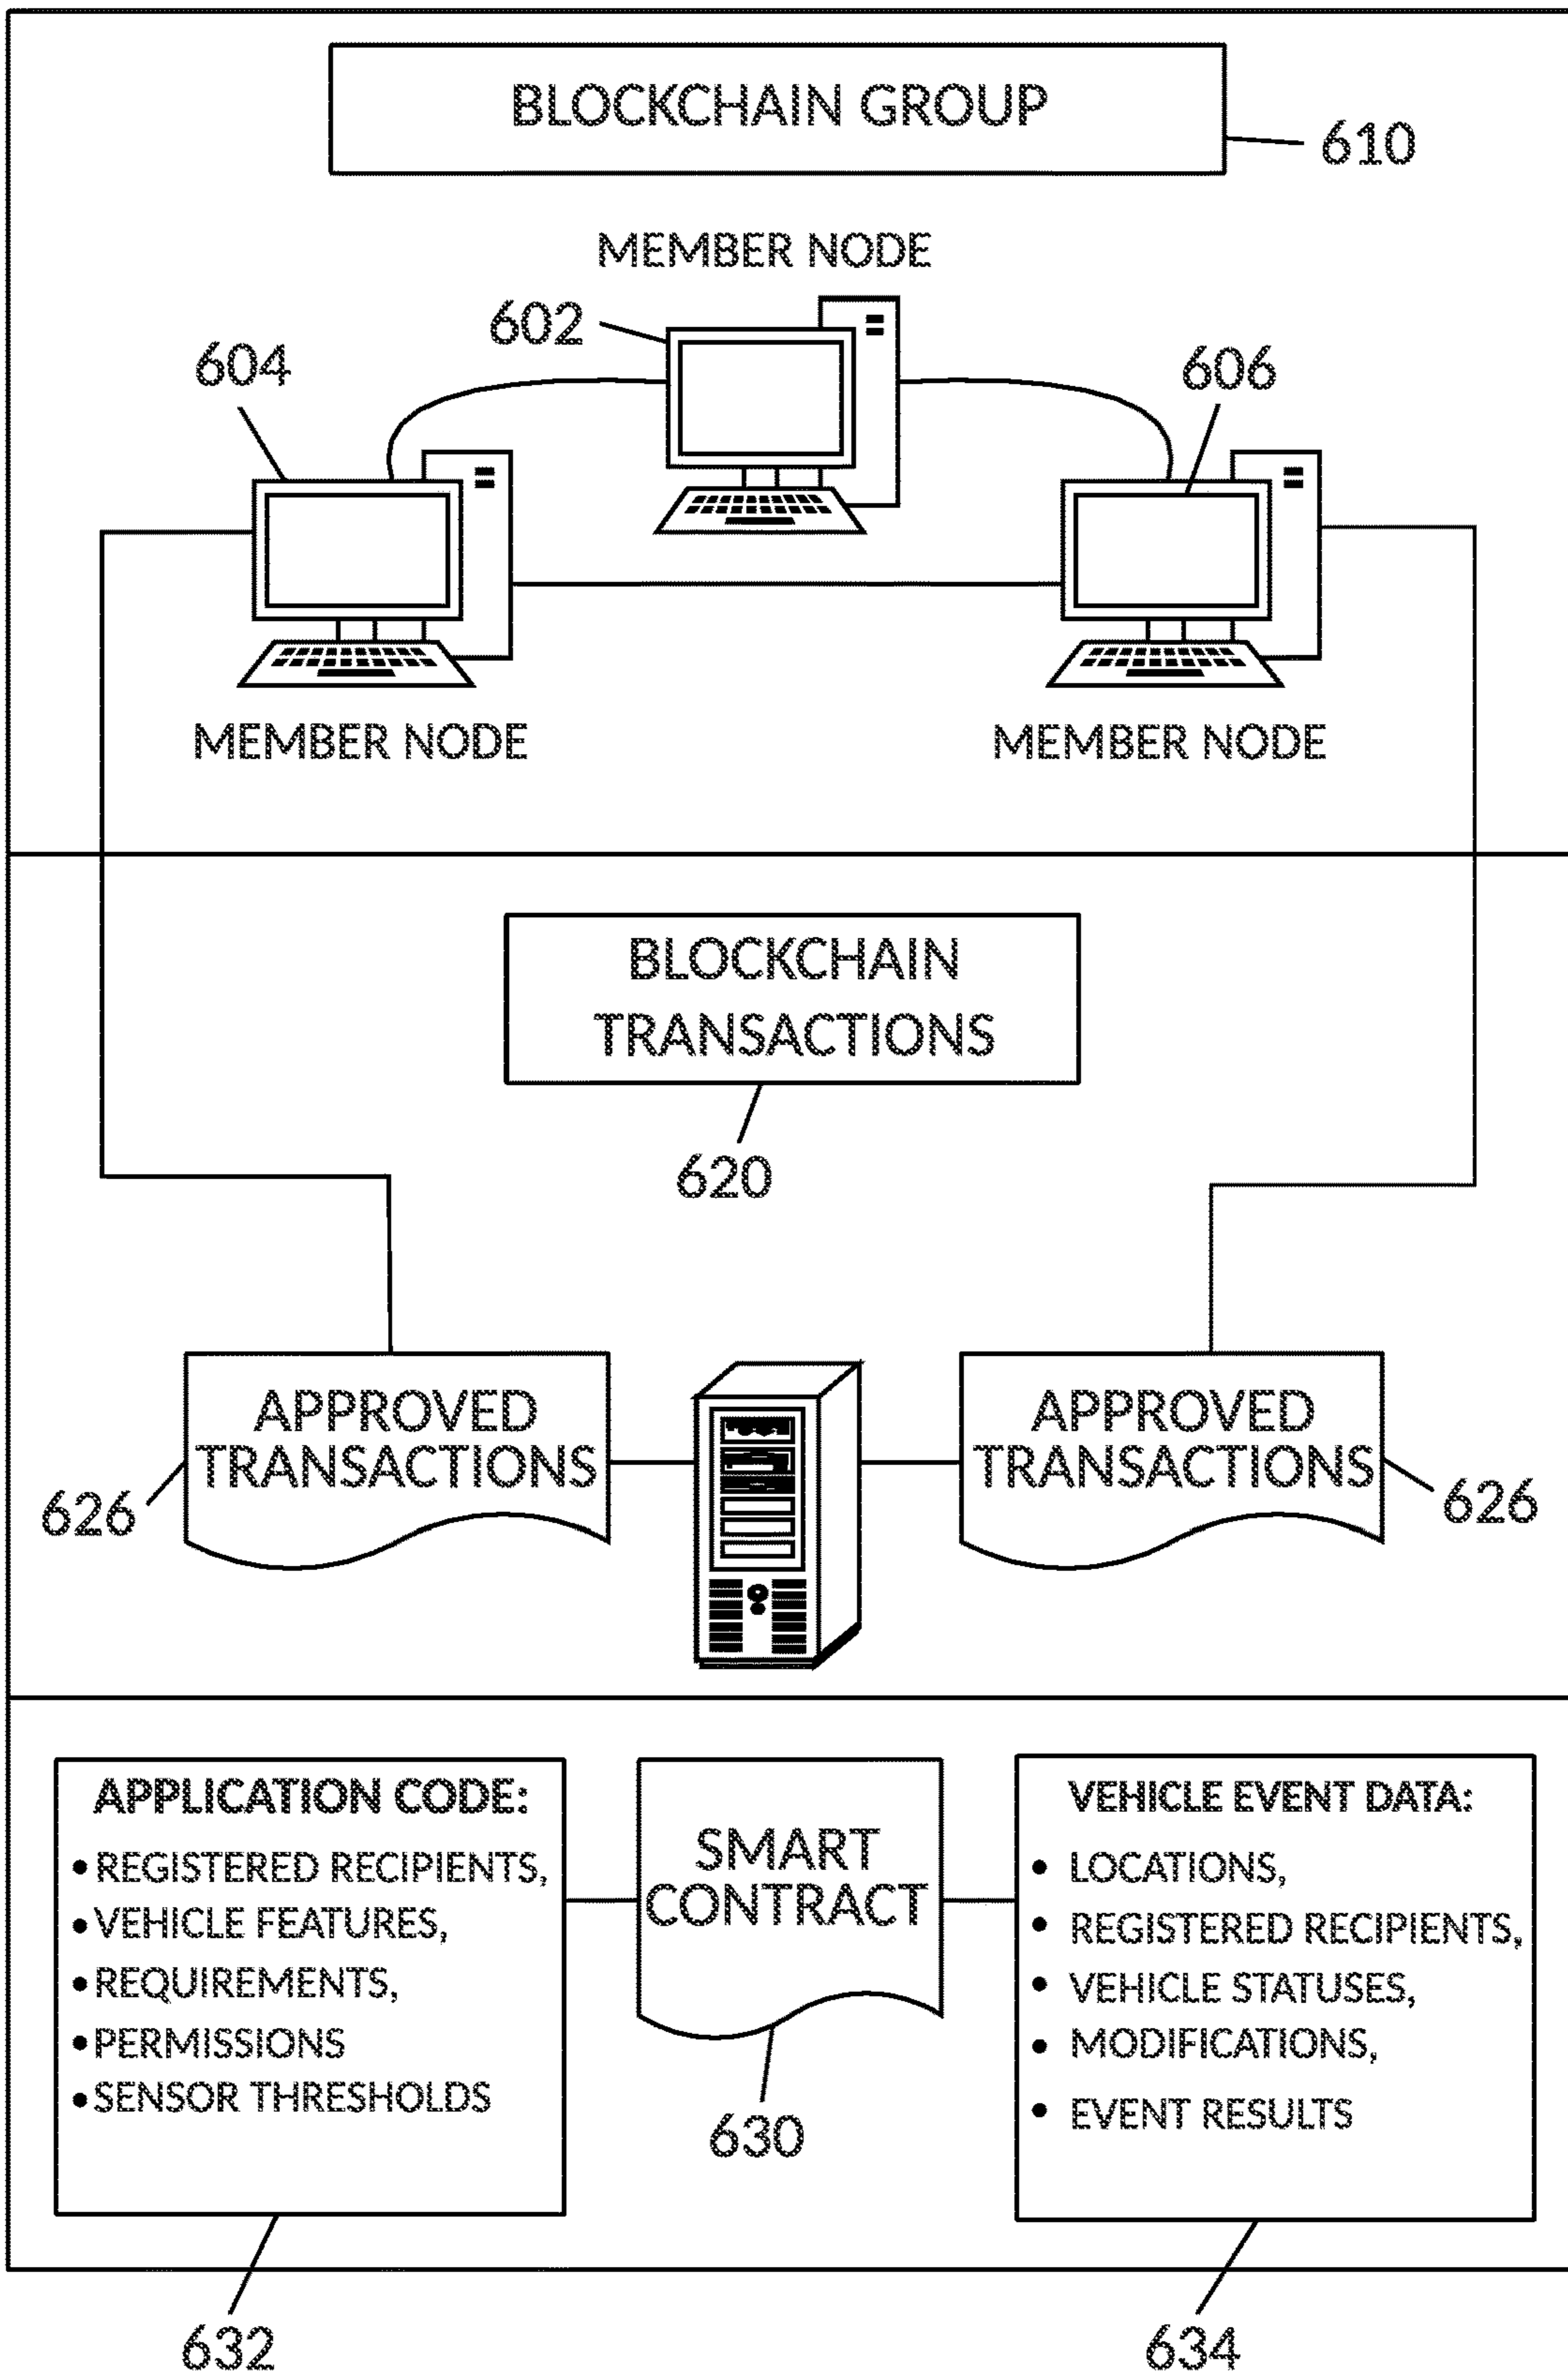 BLOCKCHAIN GROUP
610
MEMBER NODE
602
604
606
MEMBER NODE
MEMBER NODE
BLOCKCHAIN
TRANSACTIONS
620
APPROVED
TRANSACTIONS
626
APPROVED
TRANSACTIONS
626
APPLICATION CODE:
• REGISTERED RECIPIENTS,
• VEHICLE FEATURES,
• REQUIREMENTS,
• PERMISSIONS
• SENSOR THRESHOLDS
632
SMART
CONTRACT
630
VEHICLE EVENT DATA:
• LOCATIONS,
• REGISTERED RECIPIENTS,
• VEHICLE STATUSES,
• MODIFICATIONS,
• EVENT RESULTS
634